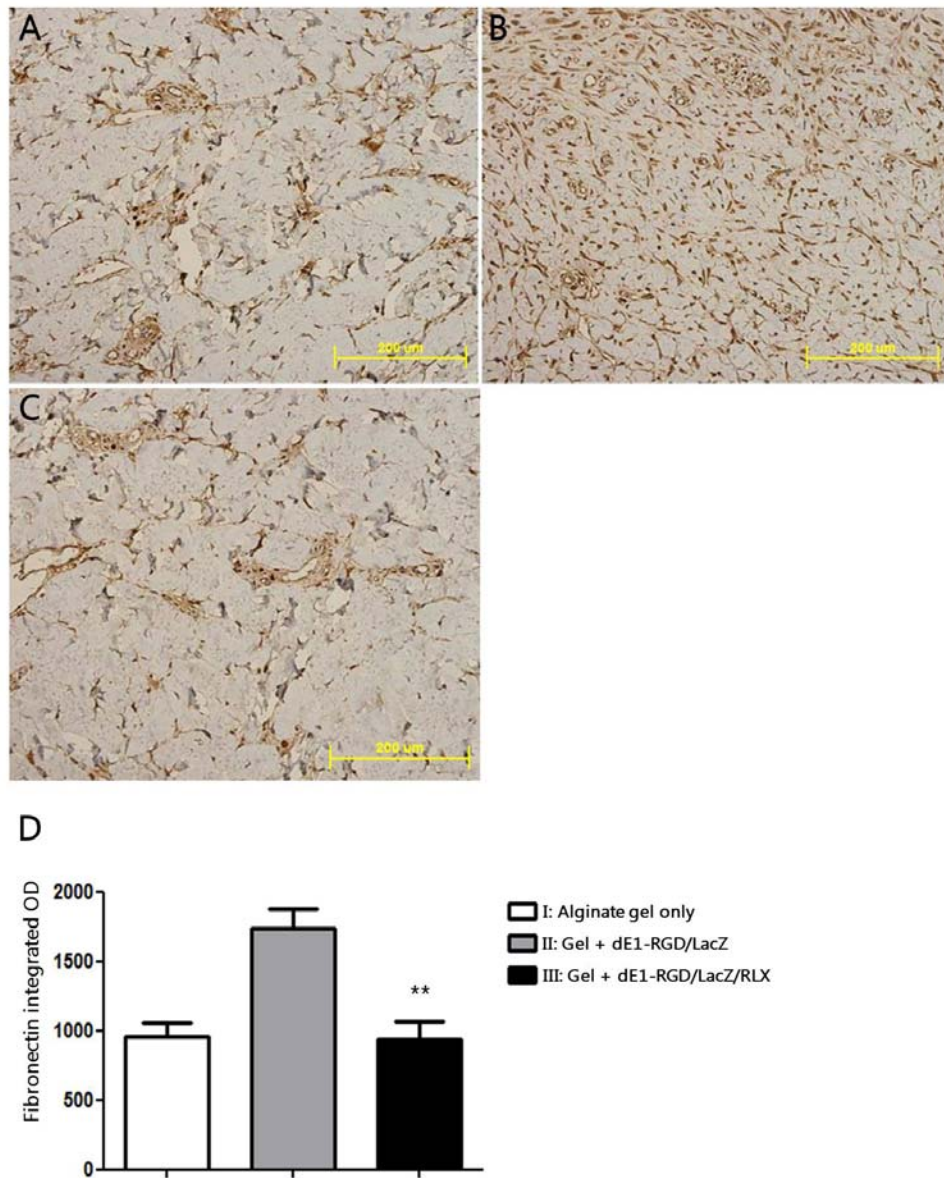 A
B
200 um
200 um
C
200 um
D
Fibronectin integrated OD
2000
1500
1000
500
0
**
I: Alginate gel only
II: Gel + dE1-RGD/LacZ
III: Gel + dE1-RGD/LacZ/RLX